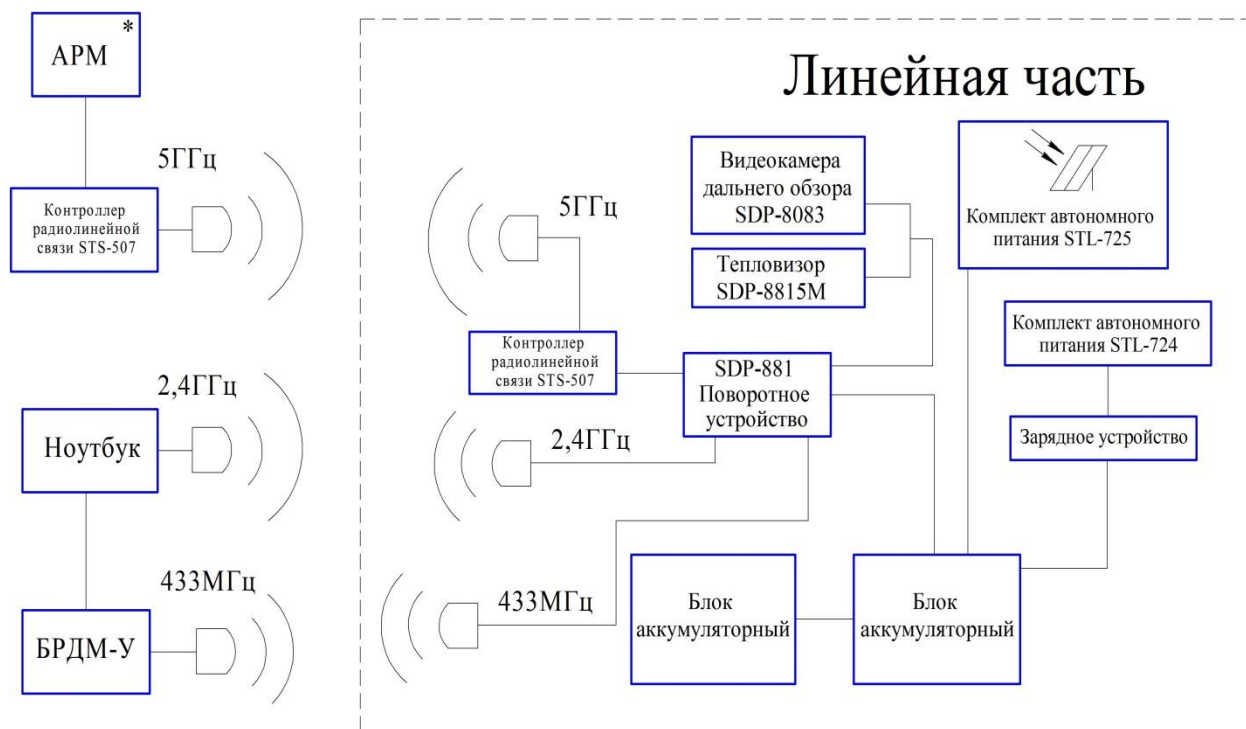 АРМ *
5ГГц
Контроллер
радиолинейной
связи STS-507
2,4ГГц
Ноутбук
433МГц
БРДМ-У
Линейная часть
5ГГц
Видеокамера
дальнего обзора
SDP-8083
Тепловизор
SDP-8815М
Комплект автономного
питания STL-725
Контроллер
радиолинейной
связи STS-507
SDP-881
Поворотное
устройство
Комплект автономного
питания STL-724
2,4ГГц
Зарядное устройство
433МГц
Блок
аккумуляторный
Блок
аккумуляторный